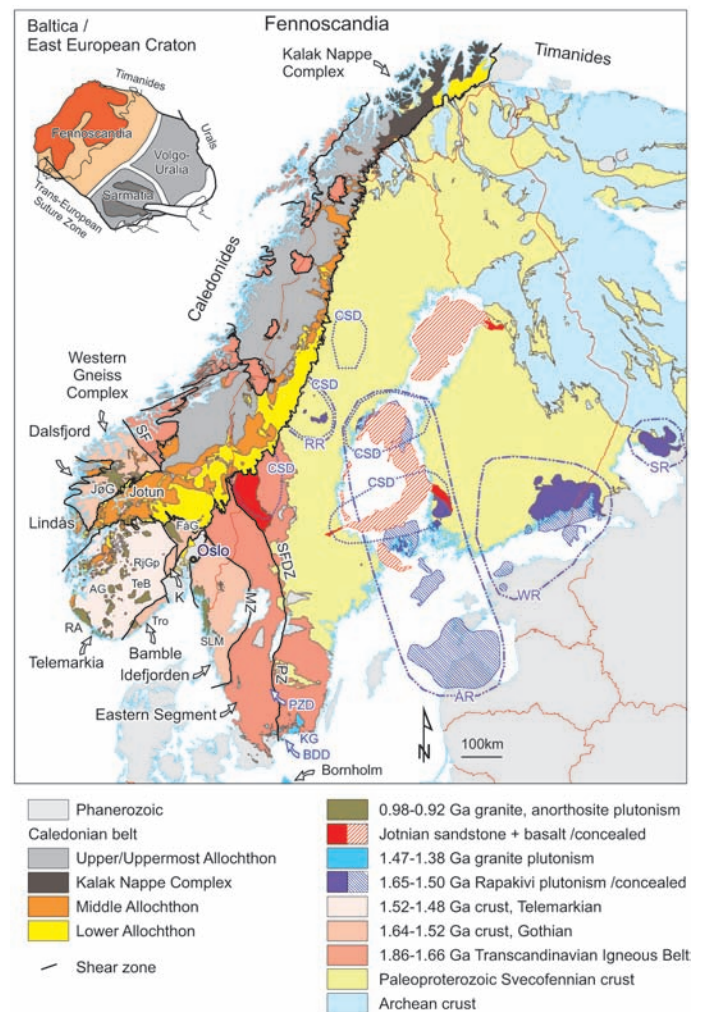 Baltica /
East European Craton
Fennoscandia
Timanides
Kalak Nappe
Complex
Timanides
Fennoscandia
Urals
Volgo-
Uralia
Sarmatia
Trans-European
Suture Zone
Caledonides
CSD
Western
Gneiss
Complex
CSD
Dalsfjord
SF
RR
CSD
SR
CSD
CSD
JøG
Jotun
Lindås
FåG
SFDZ
Oslo
RjGp
AG
TeB
K
MZ
WR
RA
Tro
SLM
Telemarkia
Bamble
ÅR
Idefjorden
PZ
PZD
Eastern Segment
N
KG
100km
BDD
Bornholm
Phanerozoic
Caledonian belt
Upper/Uppermost Allochthon
Kalak Nappe Complex
Middle Allochthon
Lower Allochthon
Shear zone
0.98-0.92 Ga granite, anorthosite plutonism
Jotnian sandstone + basalt /concealed
1.47-1.38 Ga granite plutonism
1.65-1.50 Ga Rapakivi plutonism /concealed
1.52-1.48 Ga crust, Telemarkian
1.64-1.52 Ga crust, Gothian
1.86-1.66 Ga Transcandinavian Igneous Belt
Paleoproterozoic Svecofennian crust
Archean crust